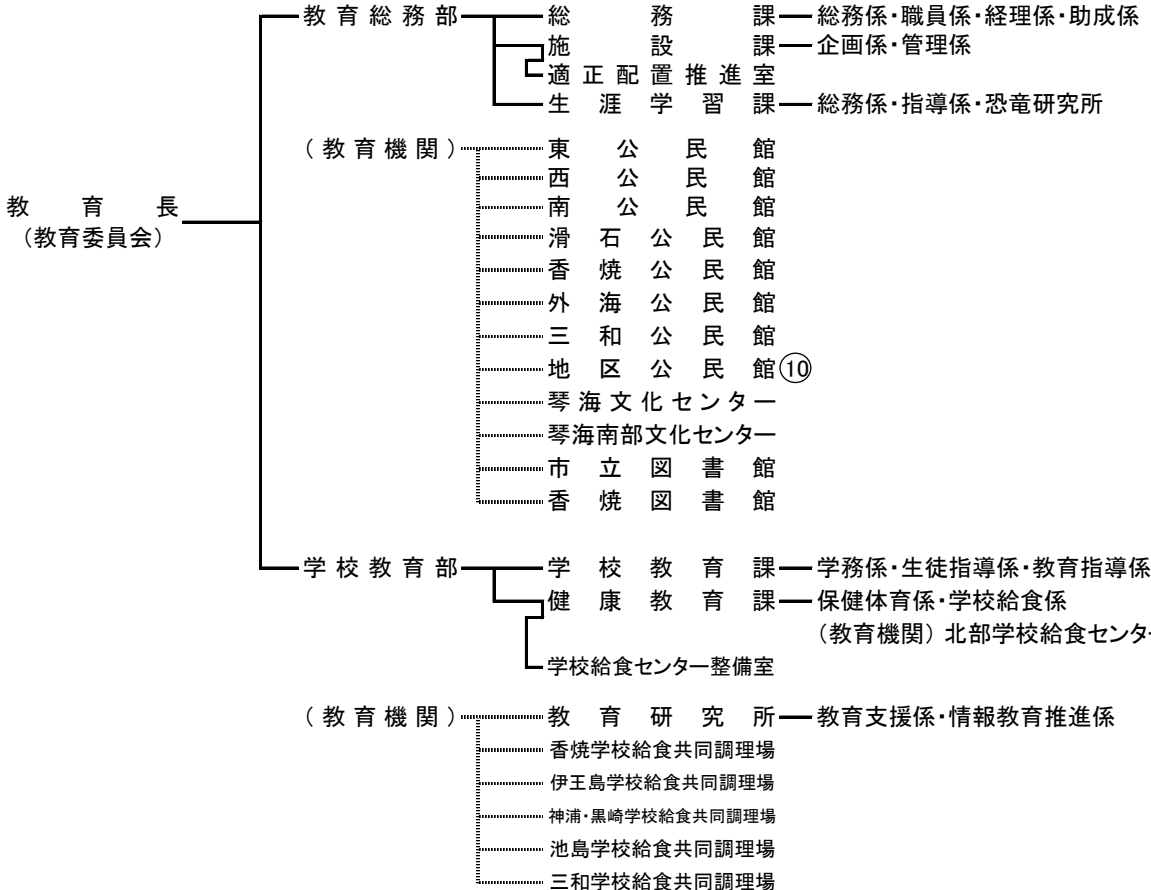 教育総務部 総務課 総務係・職員係・経理係・助成係
施設課 企画係・管理係
適正配置推進室
生涯学習課 総務係・指導係・恐竜研究所
（教育機関） 東公民館
西公民館
南公民館
教育長
（教育委員会）
滑石公民館
香焼公民館
外海公民館
三和公民館
地区公民館⑩
琴海文化センター
琴海南部文化センター
市立図書館
香焼図書館
学校教育部 学校教育課 学務係・生徒指導係・教育指導係
健康教育課 保健体育係・学校給食係
（教育機関） 北部学校給食センター
学校給食センター整備室
（教育機関） 教育研究所 教育支援係・情報教育推進係
香焼学校給食共同調理場
伊王島学校給食共同調理場
神浦・黒崎学校給食共同調理場
池島学校給食共同調理場
三和学校給食共同調理場